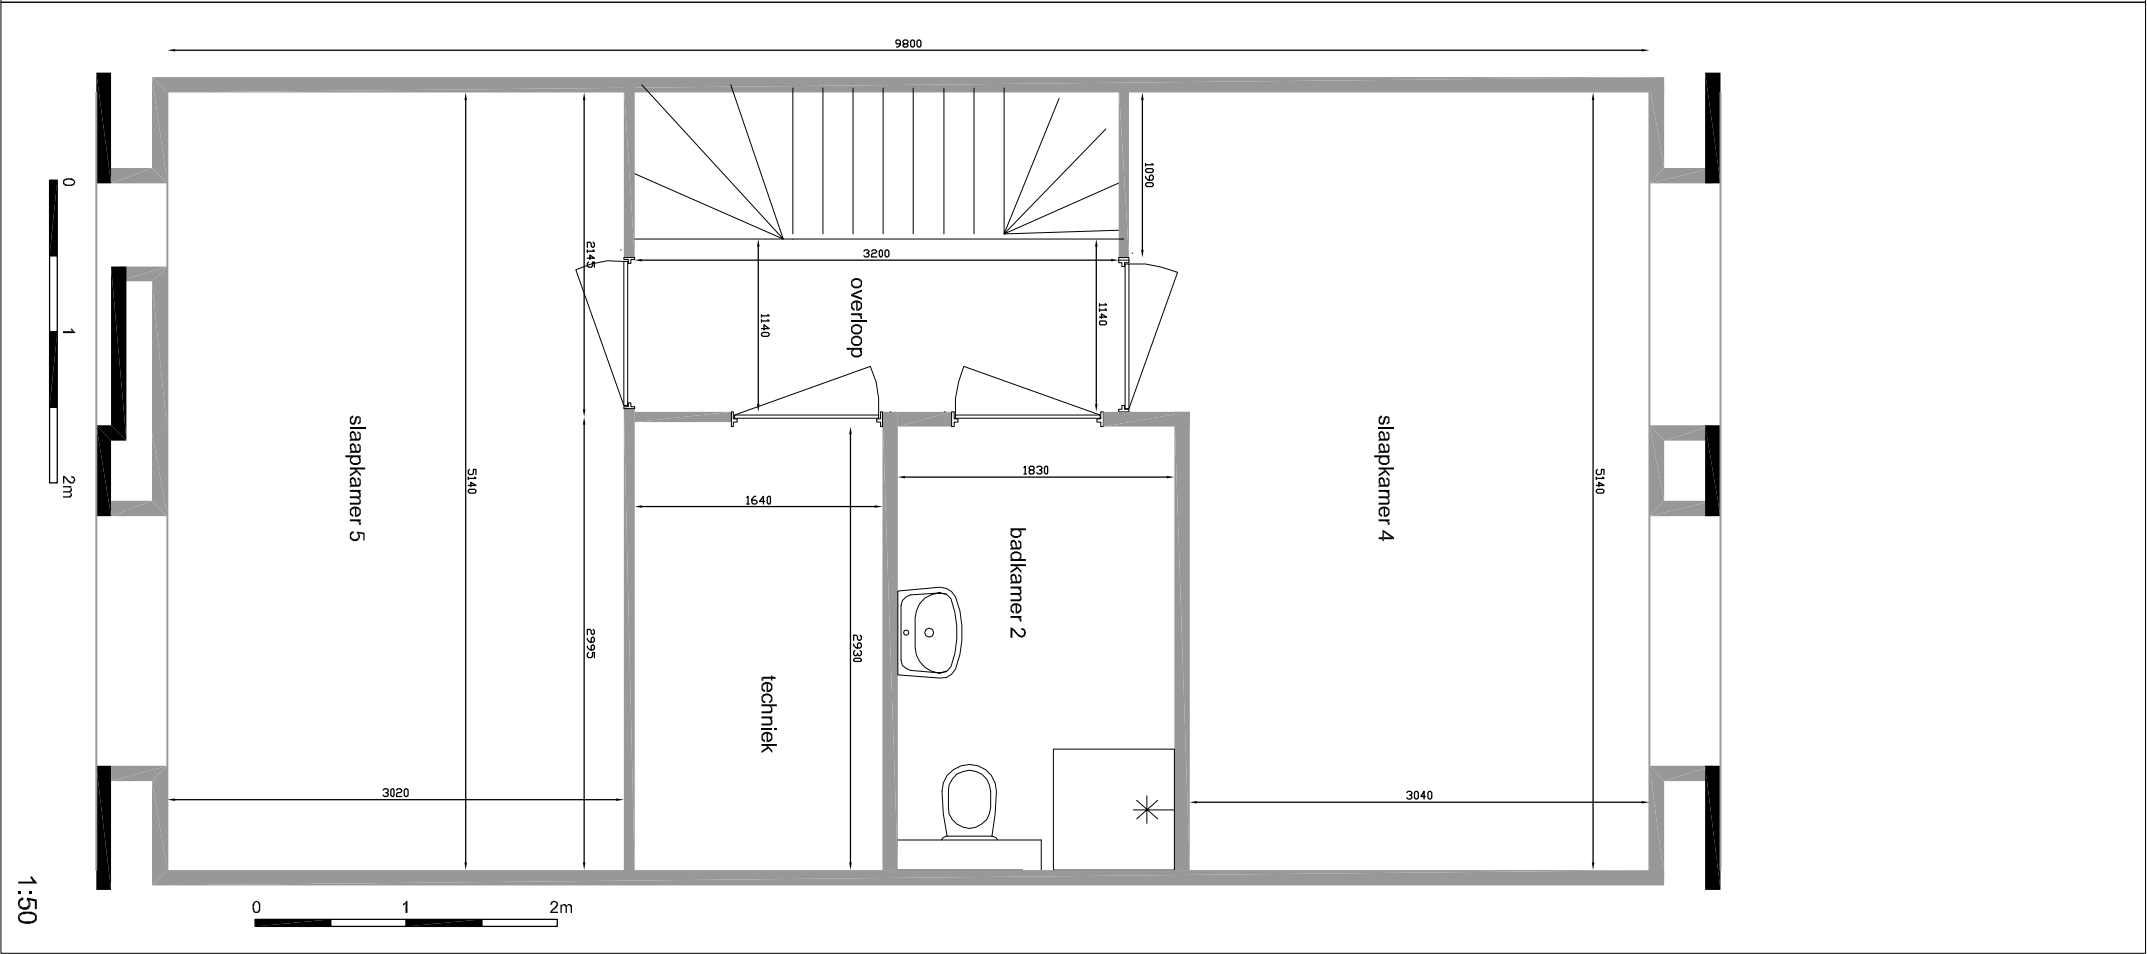 9800
1090
2145
3200
overloop
1140
1140
slaapkamer 5
5140
1640
1830
slaapkamer 4
5140
badkamer 2
2995
2930
techniek
3020
3040
0
1
2m
0
1
2m
1:50